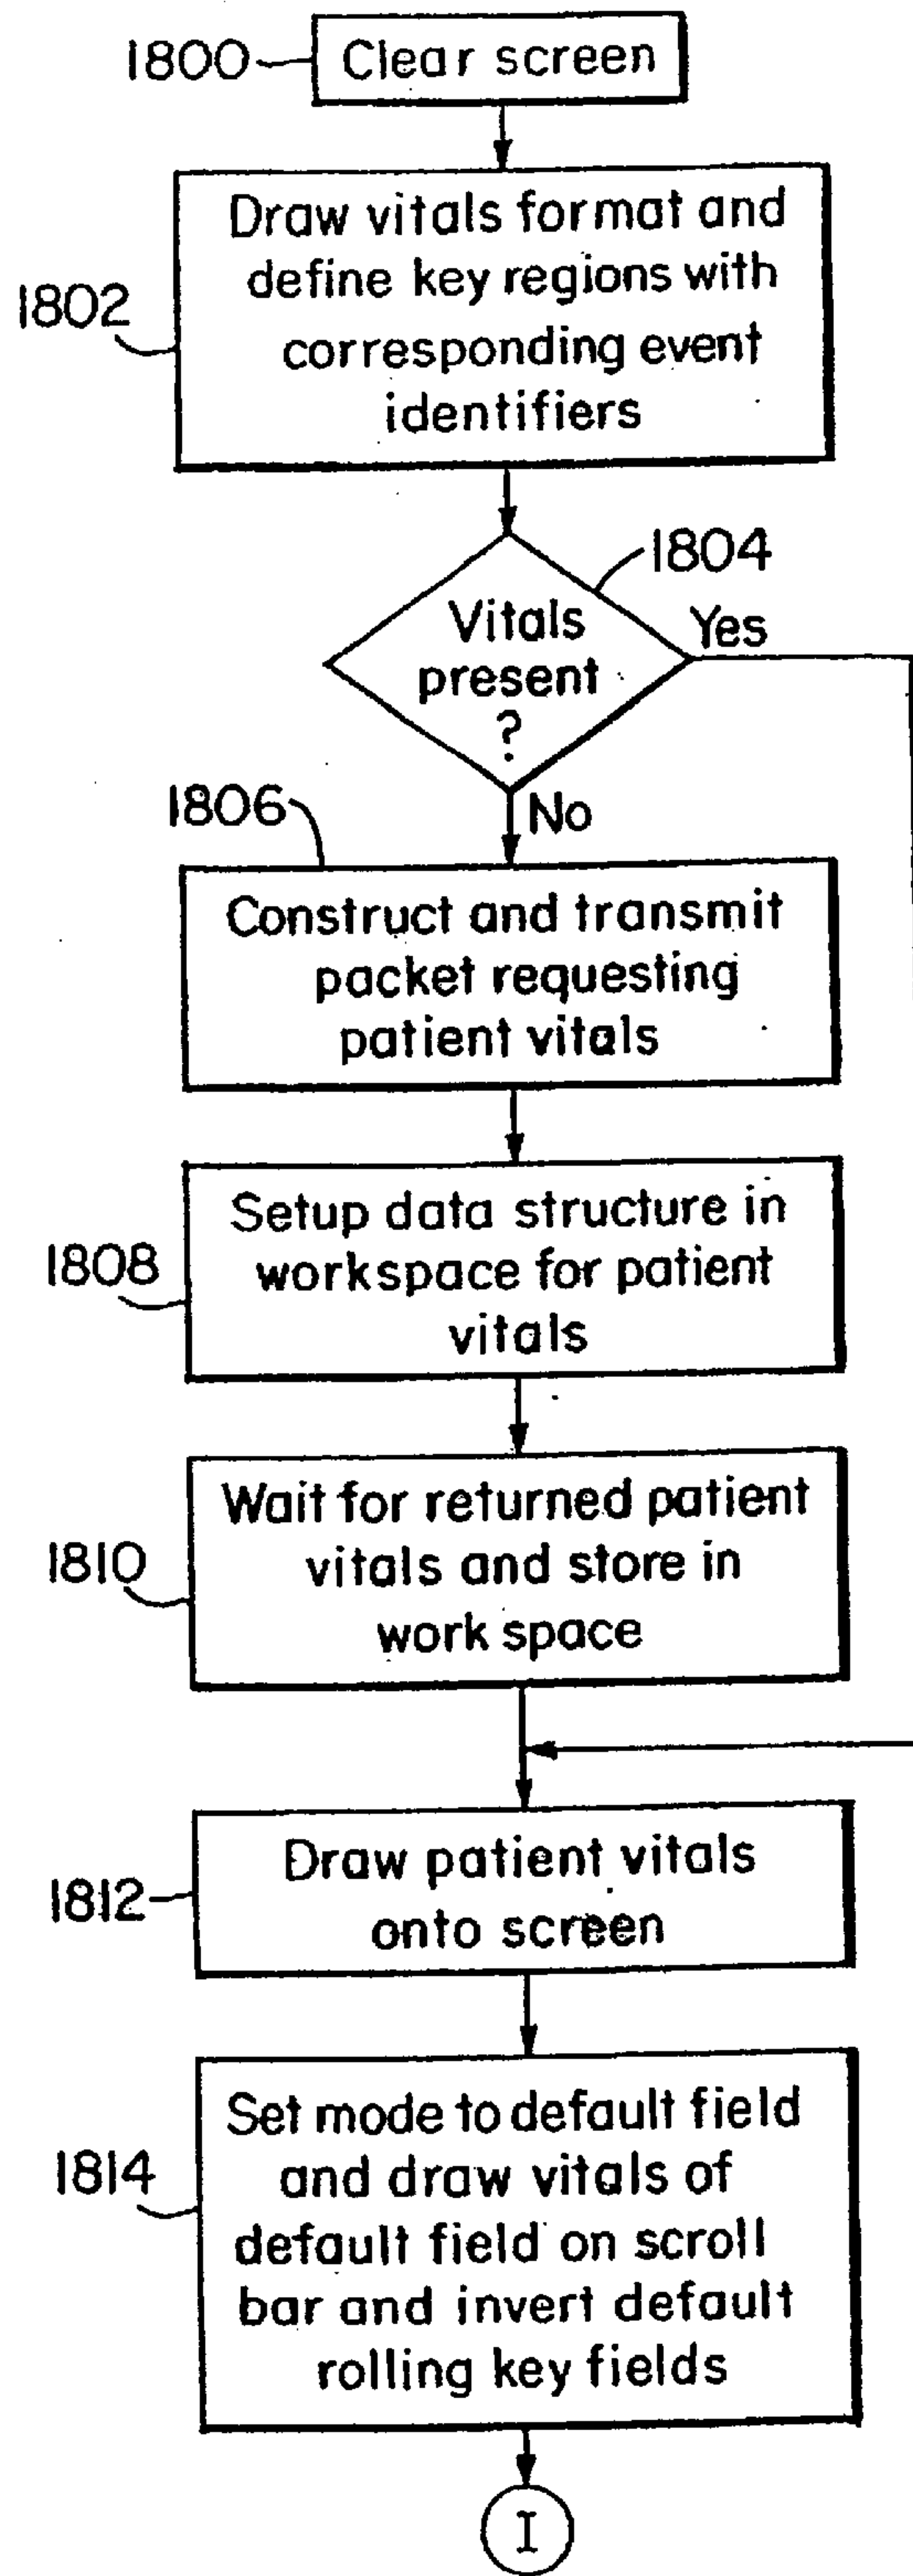 1800
Clear screen
Draw vitals format and
define key regions with
1802
corresponding event
identifiers
1804
Vitals
Yes
present
?
1806
No
Construct and transmit
packet requesting
patient vitals
Setup data structure in
1808
workspace for patient
vitals
Wait for returned patient
1810
vitals and store in
work space
Draw patient vitals
1812
onto screen
Set mode to default field
1814
and draw vitals of
default field on scroll
bar and invert default
rolling key fields
I